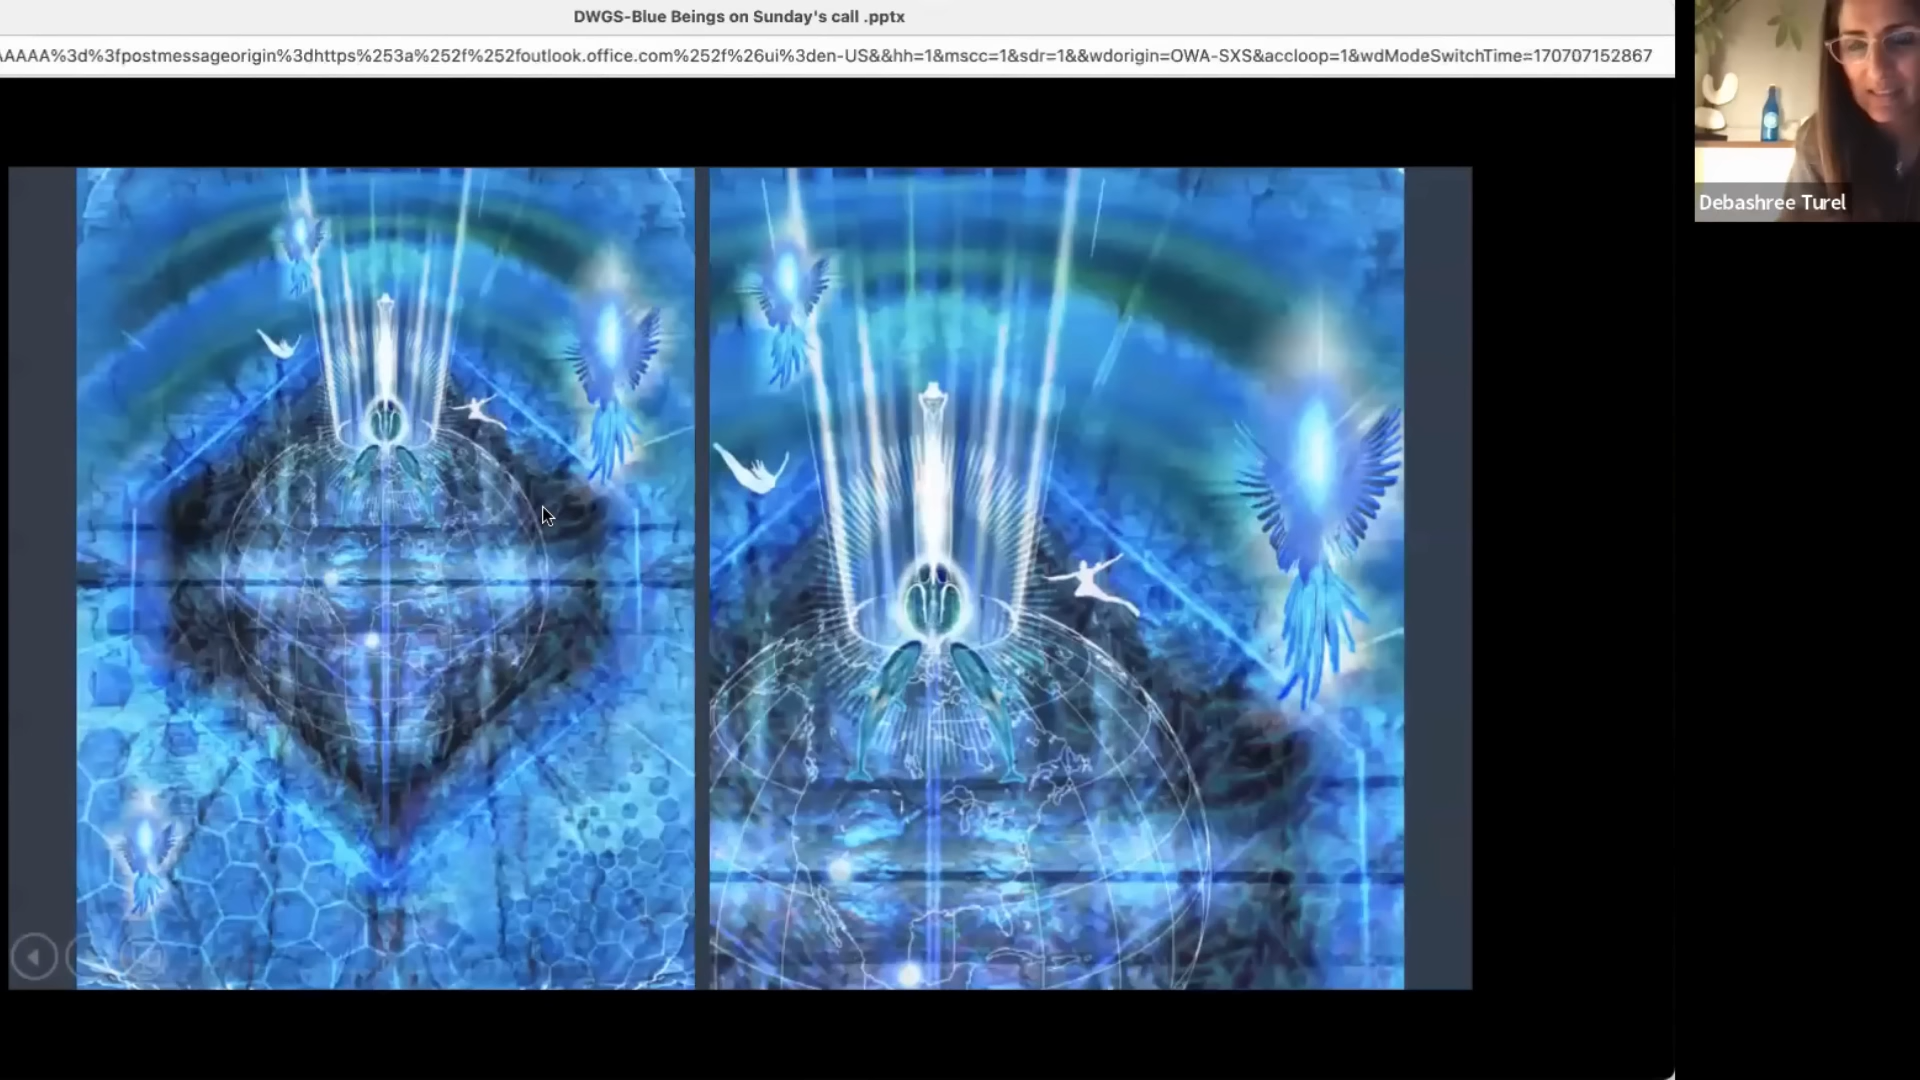 DWGS-Blue Beings on Sunday's call .pptx
AAAAA%3d%3fpostmessageorigin%3dhttps%253a%252f%252foutlook.office.com%252f%26ui%3den-US&&hh=1&mscc=1&sdr=1&&wdorigin=OWA-SXS&accloop=1&wdModeSwitchTime=170707152867
Debashree Turel